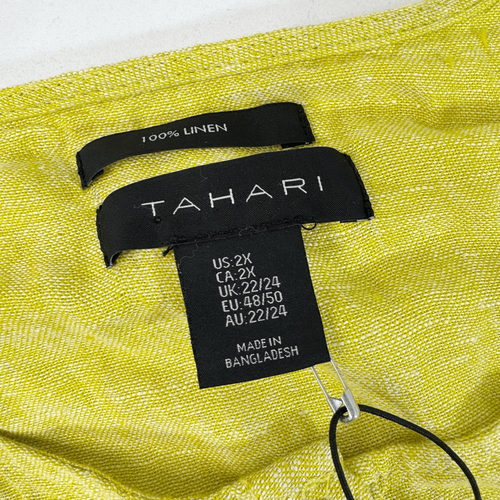 100% LINEN
TAHARI
US:2X
CA:2X
UK:22/24
EU:48/50
AU:22/24
MADE IN
BANGLADESH